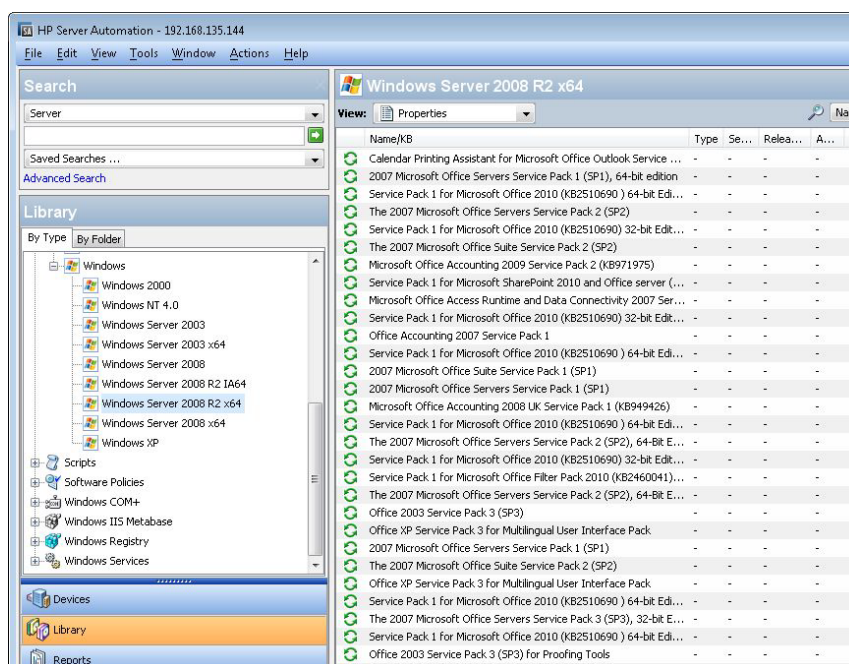 HP Server Automation - 192.168.135.144
File Edit View Tools Window Actions Help
Search
Server
Saved Searches ...
Advanced Search
Library
By Type By Folder
Windows
Windows 2000
Windows NT 4.0
Windows Server 2003
Windows Server 2003 x64
Windows Server 2008
Windows Server 2008 R2 IA64
Windows Server 2008 R2 x64
Windows Server 2008 x64
Windows XP
Scripts
Software Policies
Windows COM+
Windows IIS Metabase
Windows Registry
Windows Services
Devices
Library
Reports
Windows Server 2008 R2 x64
View: Properties Na
Name/KB Type Se... Relea... A...
Calendar Printing Assistant for Microsoft Office Outlook Service ... - - - -
2007 Microsoft Office Servers Service Pack 1 (SP1), 64-bit edition - - - -
Service Pack 1 for Microsoft Office 2010 (KB2510690 ) 64-bit Edi... - - - -
The 2007 Microsoft Office Servers Service Pack 2 (SP2) - - - -
Service Pack 1 for Microsoft Office 2010 (KB2510690) 32-bit Edit... - - - -
The 2007 Microsoft Office Suite Service Pack 2 (SP2) - - - -
Microsoft Office Accounting 2009 Service Pack 2 (KB971975) - - - -
Service Pack 1 for Microsoft SharePoint 2010 and Office server (... - - - -
Microsoft Office Access Runtime and Data Connectivity 2007 Ser... - - - -
Service Pack 1 for Microsoft Office 2010 (KB2510690) 32-bit Edit... - - - -
Office Accounting 2007 Service Pack 1 - - - -
Service Pack 1 for Microsoft Office 2010 (KB2510690 ) 64-bit Edi... - - - -
2007 Microsoft Office Suite Service Pack 1 (SP1) - - - -
2007 Microsoft Office Servers Service Pack 1 (SP1) - - - -
Microsoft Office Accounting 2008 UK Service Pack 1 (KB949426) - - - -
Service Pack 1 for Microsoft Office 2010 (KB2510690 ) 64-bit Edi... - - - -
The 2007 Microsoft Office Servers Service Pack 2 (SP2), 64-Bit E... - - - -
Service Pack 1 for Microsoft Office 2010 (KB2510690) 32-bit Edit... - - - -
Service Pack 1 for Microsoft Office Filter Pack 2010 (KB2460041)... - - - -
The 2007 Microsoft Office Servers Service Pack 2 (SP2), 64-Bit E... - - - -
Office 2003 Service Pack 3 (SP3) - - - -
Office XP Service Pack 3 for Multilingual User Interface Pack - - - -
2007 Microsoft Office Servers Service Pack 1 (SP1) - - - -
The 2007 Microsoft Office Suite Service Pack 2 (SP2) - - - -
Office XP Service Pack 3 for Multilingual User Interface Pack - - - -
Service Pack 1 for Microsoft Office 2010 (KB2510690 ) 64-bit Edi... - - - -
The 2007 Microsoft Office Servers Service Pack 3 (SP3), 32-bit E... - - - -
Service Pack 1 for Microsoft Office 2010 (KB2510690 ) 64-bit Edi... - - - -
Office 2003 Service Pack 3 (SP3) for Proofing Tools - - - -